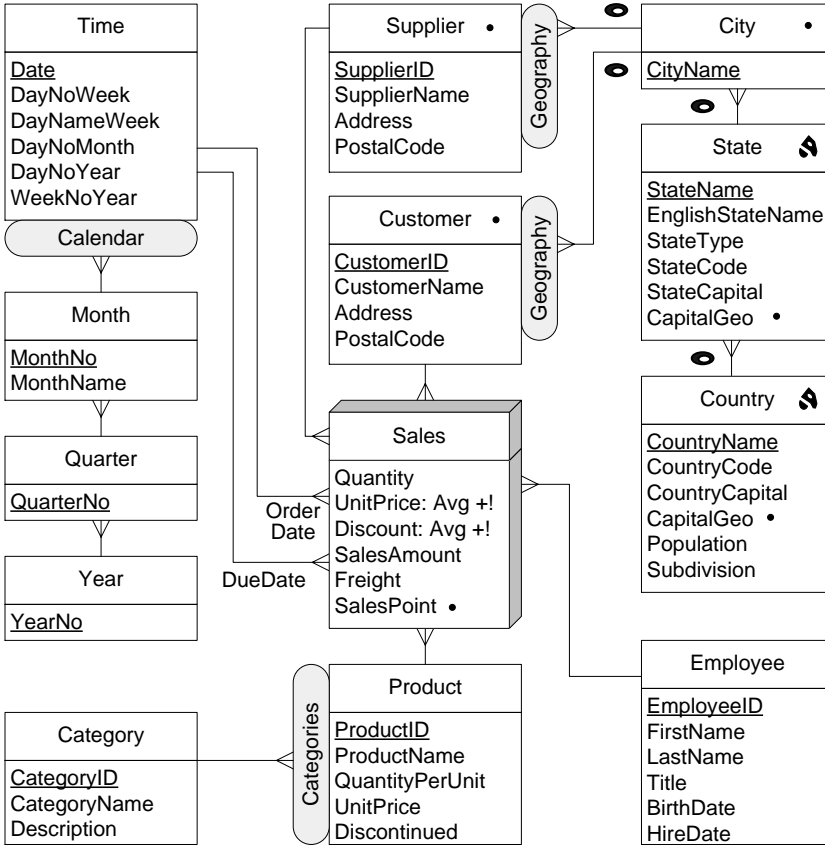 Time
Date
DayNoWeek
DayNameWeek
DayNoMonth
DayNoYear
WeekNoYear
Calendar
Month
MonthNo
MonthName
Quarter
QuarterNo
Year
YearNo
Category
CategoryID
CategoryName
Description
Supplier
SupplierID
SupplierName
Address
PostalCode
Geography
Customer
CustomerID
CustomerName
Address
PostalCode
Geography
Sales
Quantity
UnitPrice: Avg +!
Discount: Avg +!
SalesAmount
Freight
SalesPoint
Order
Date
DueDate
Product
ProductID
ProductName
QuantityPerUnit
UnitPrice
Discontinued
Categories
City
CityName
State
StateName
EnglishStateName
StateType
StateCode
StateCapital
CapitalGeo
Country
CountryName
CountryCode
CountryCapital
CapitalGeo
Population
Subdivision
Employee
EmployeeID
FirstName
LastName
Title
BirthDate
HireDate